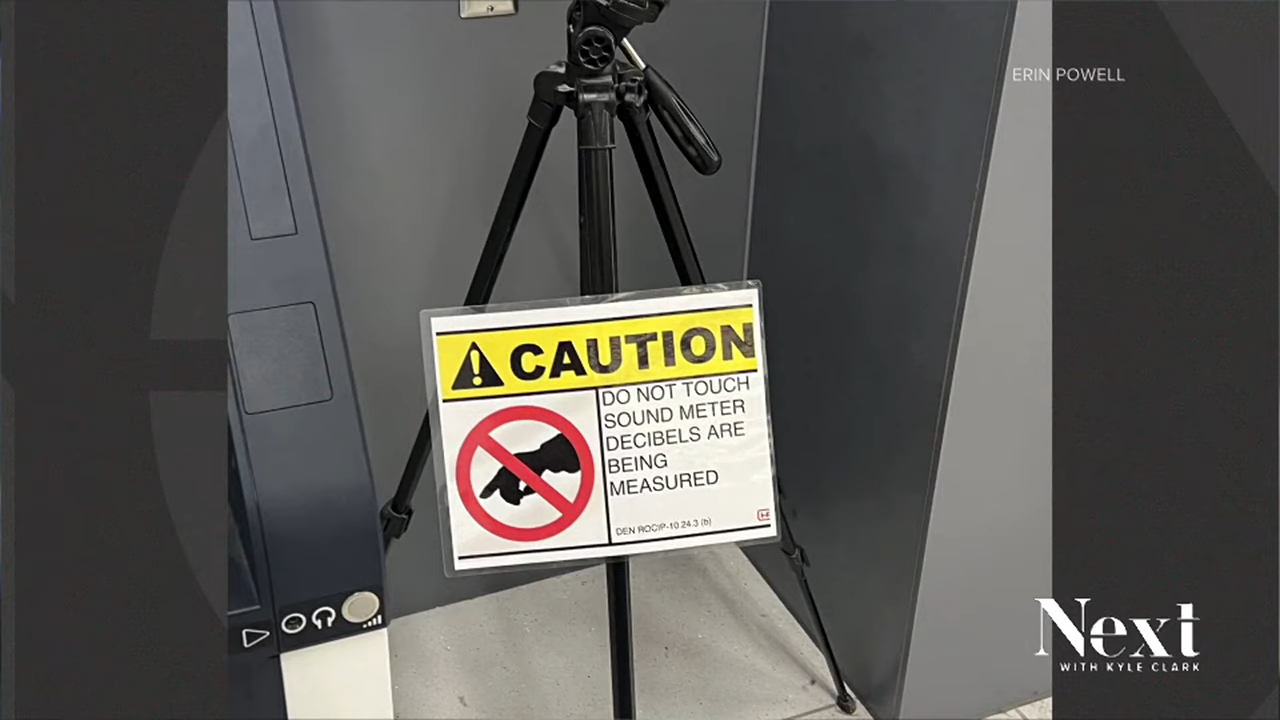 ERIN POWELL
CAUTION
DO NOT TOUCH
SOUND METER
DECIBELS ARE
BEING
MEASURED
DEN ROCIP-10.24.3 (b)
Next
WITH KYLE CLARK